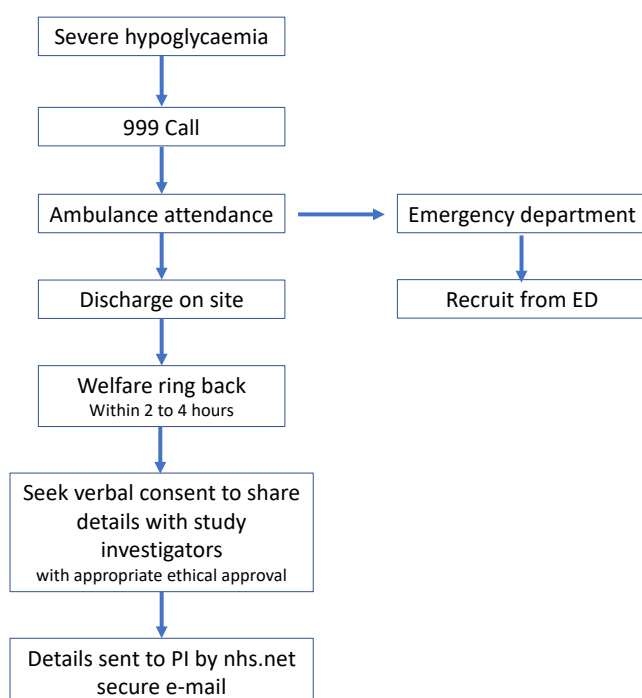 Severe hypoglycaemia
999 Call
Ambulance attendance
Emergency department
Discharge on site
Recruit from ED
Welfare ring back
Within 2 to 4 hours
Seek verbal consent to share
details with study
investigators
with appropriate ethical approval
Details sent to PI by nhs.net
secure e-mail